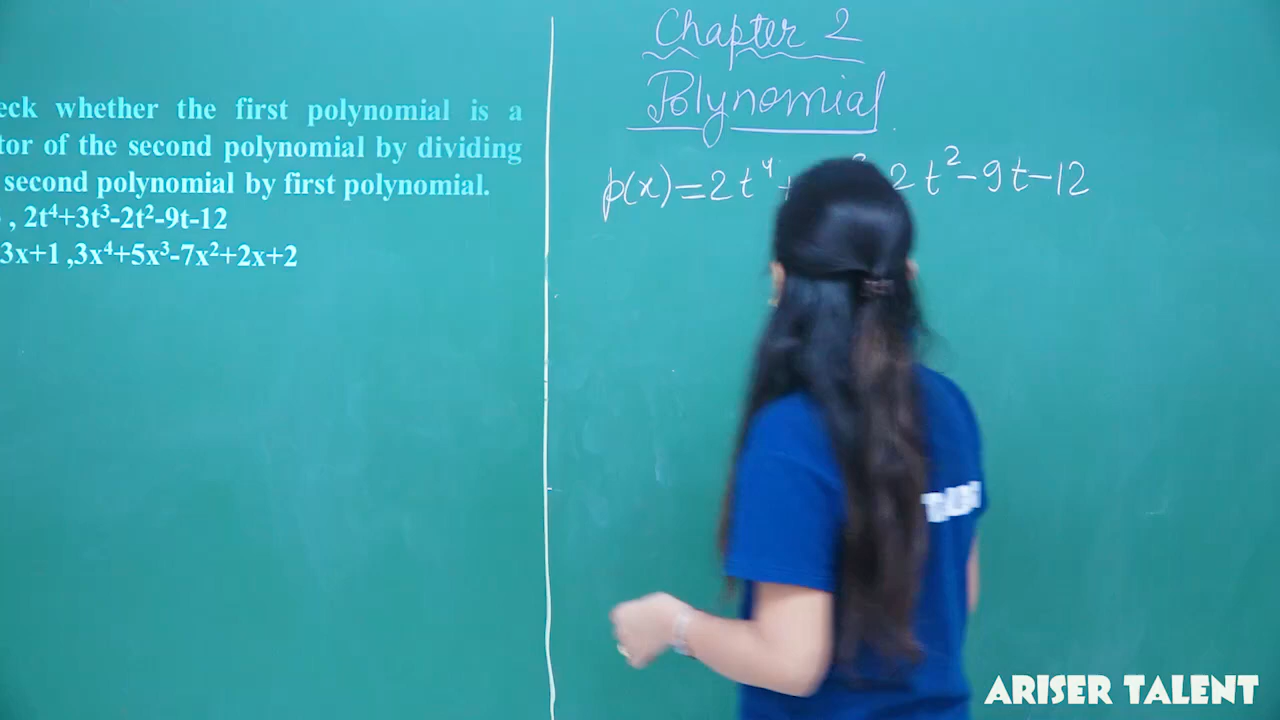 eck whether the first polynomial is a
tor of the second polynomial by dividing
second polynomial by first polynomial.
, 2t⁴+3t³-2t²-9t-12
3x+1 ,3x⁴+5x³-7x²+2x+2
Chapter 2
Polynomial
p(x)=2t⁴+ 2t²-9t-12
ARISER TALENT